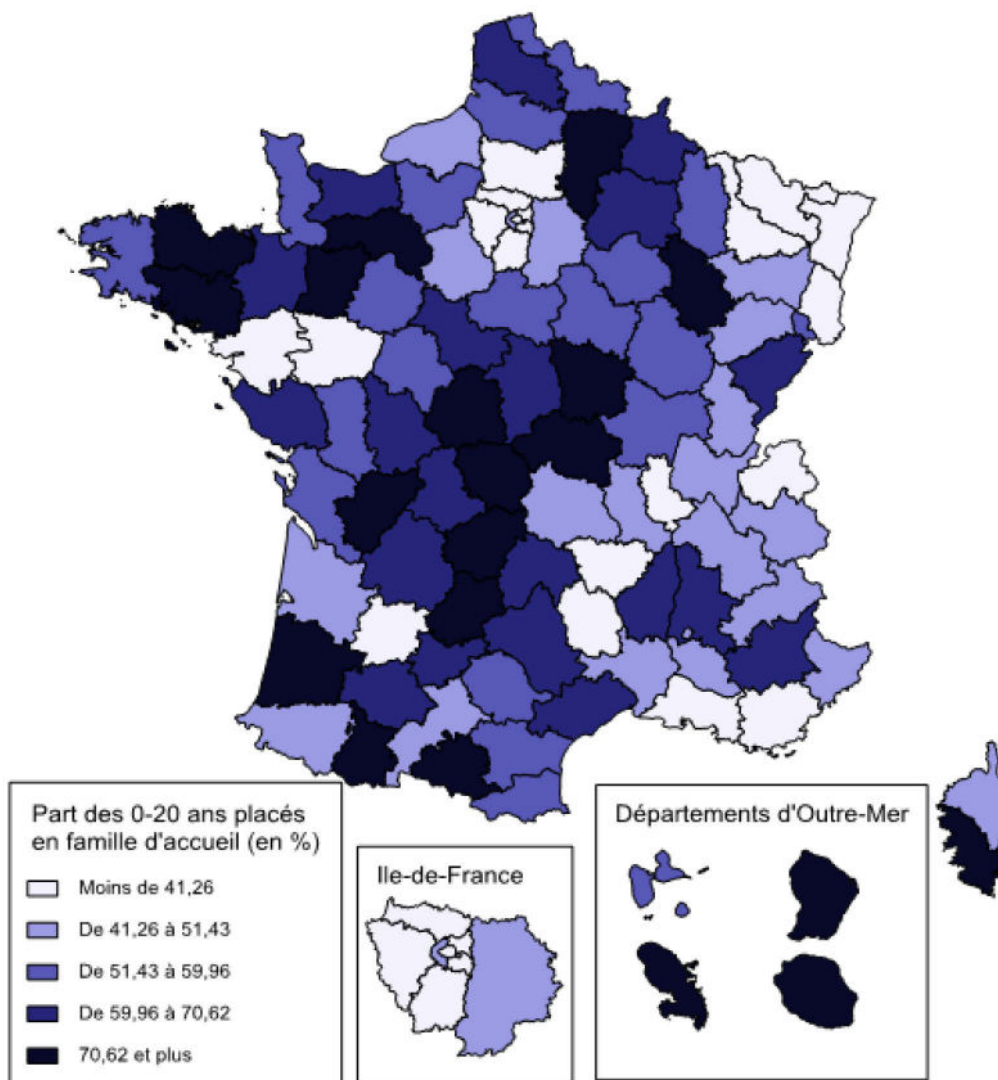 Part des 0-20 ans placés
en famille d'accueil (en %)
Moins de 41,26
De 41,26 à 51,43
De 51,43 à 59,96
De 59,96 à 70,62
70,62 et plus
Ile-de-France
Départements d'Outre-Mer